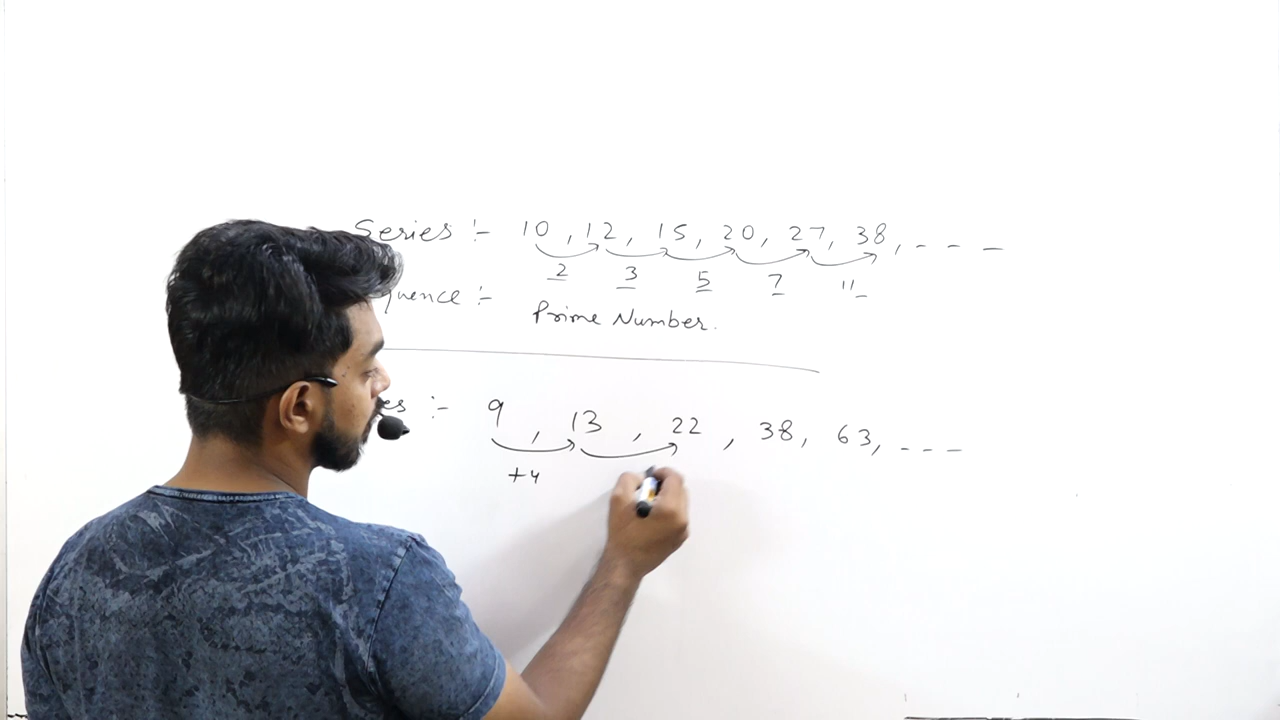 Series :- 10, 12, 15, 20, 27, 38, - - -
2 3 5 7 11
quence :- Prime Number.
es :- 9, 13, 22, 38, 63, - - -
+4